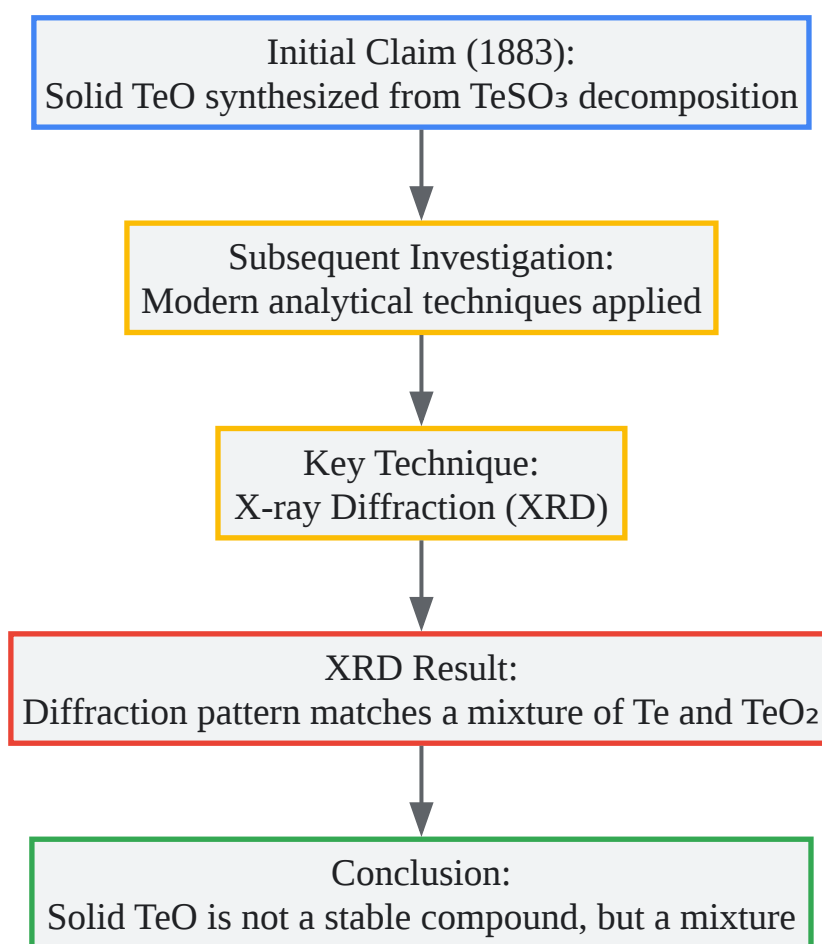 Initial Claim (1883):
Solid TeO synthesized from TeSO₃ decomposition
Subsequent Investigation:
Modern analytical techniques applied
Key Technique:
X-ray Diffraction (XRD)
XRD Result:
Diffraction pattern matches a mixture of Te and TeO₂
Conclusion:
Solid TeO is not a stable compound, but a mixture